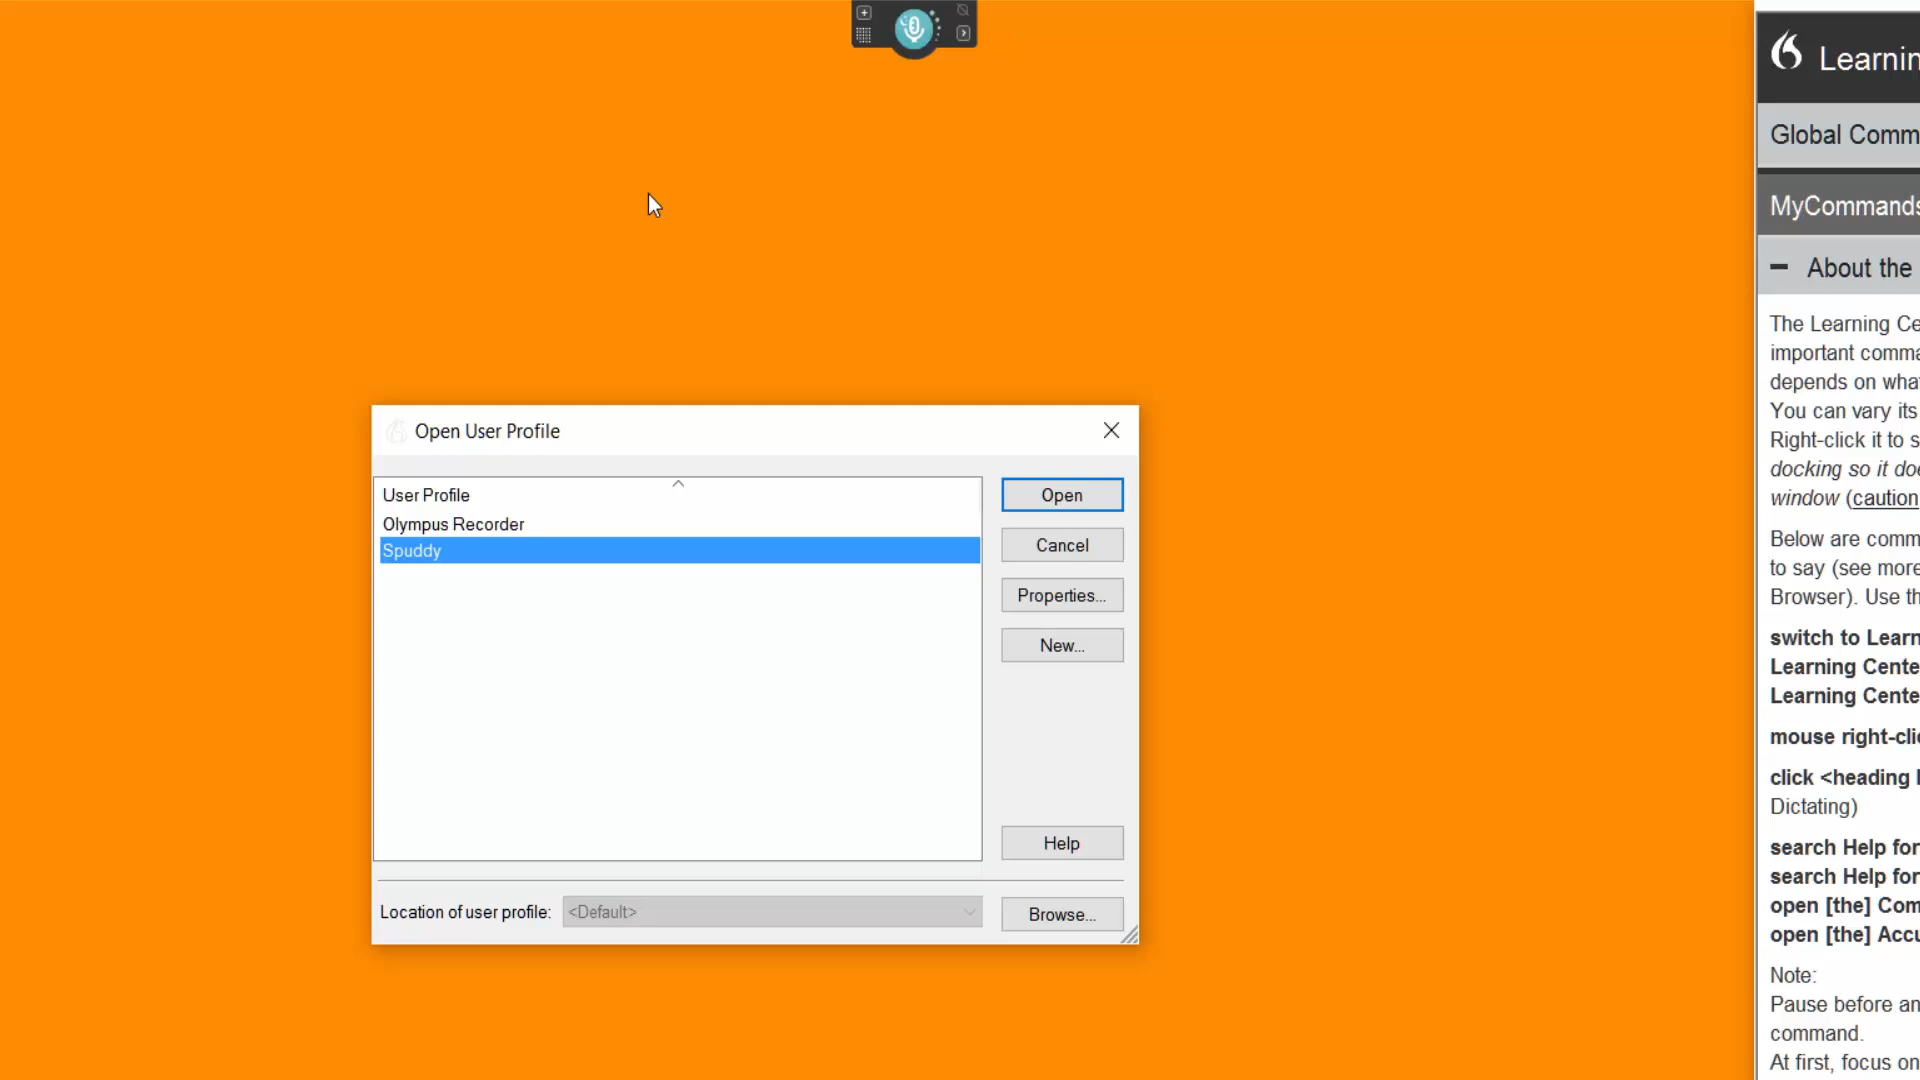 Open User Profile
User Profile
Olympus Recorder
Spuddy
Open
Cancel
Properties...
New...
Help
Location of user profile: <Default>
Browse...
Learnin
Global Comm
MyCommands
About the
The Learning Ce
important comma
depends on what
You can vary its
Right-click it to s
docking so it doe
window (caution
Below are comm
to say (see more
Browser). Use th
switch to Learn
Learning Cente
Learning Cente
mouse right-clic
click <heading
Dictating)
search Help for
search Help for
open [the] Com
open [the] Accu
Note:
Pause before an
command.
At first, focus on